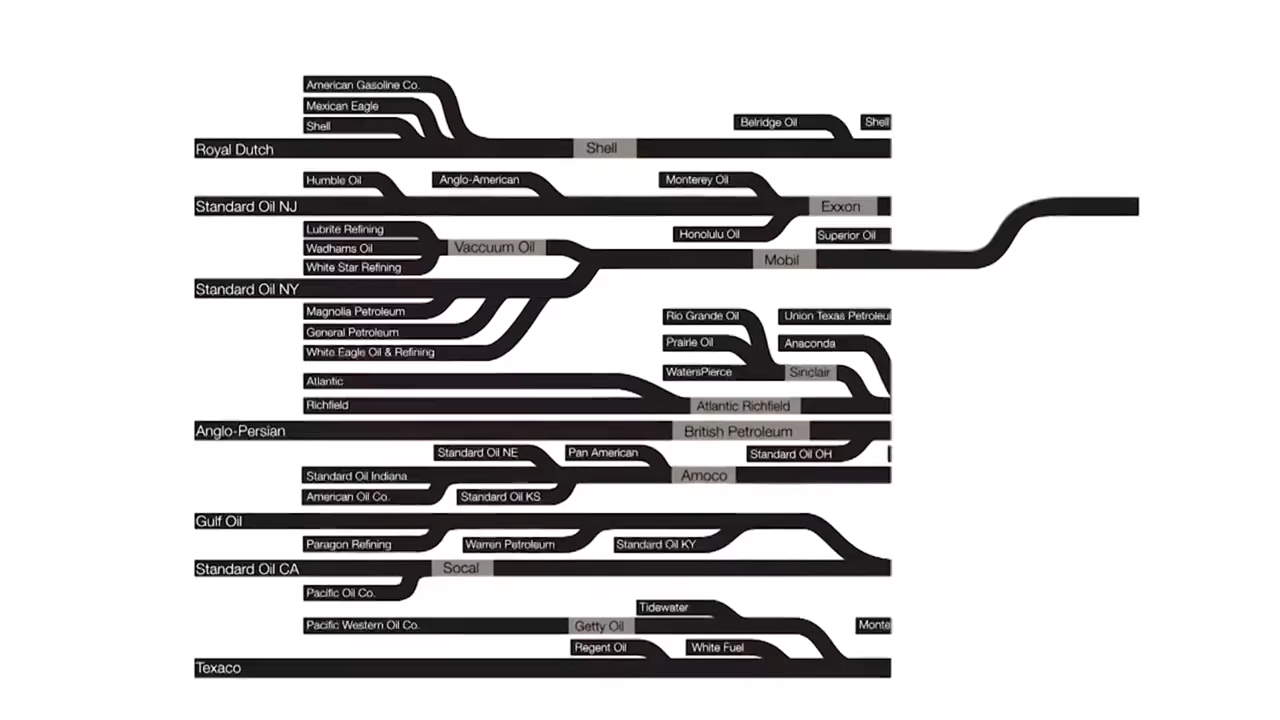 American Gasoline Co.
Mexican Eagle
Shell
Belridge Oil
Shell
Royal Dutch
Shell
Humble Oil
Anglo-American
Monterey Oil
Standard Oil NJ
Exxon
Lubrite Refining
Honolulu Oil
Superior Oil
Wadhams Oil
Vaccuum Oil
White Star Refining
Mobil
Standard Oil NY
Magnolia Petroleum
General Petroleum
White Eagle Oil & Refining
Rio Grande Oil
Union Texas Petroleu
Prairie Oil
Anaconda
WatersPierce
Sinclair
Atlantic
Richfield
Atlantic Richfield
Anglo-Persian
British Petroleum
Standard Oil NE
Pan American
Standard Oil OH
Standard Oil Indiana
Amoco
American Oil Co.
Standard Oil KS
Gulf Oil
Paragon Refining
Warren Petroleum
Standard Oil KY
Standard Oil CA
Socal
Pacific Oil Co.
Tidewater
Pacific Western Oil Co.
Getty Oil
Monte
Regent Oil
White Fuel
Texaco